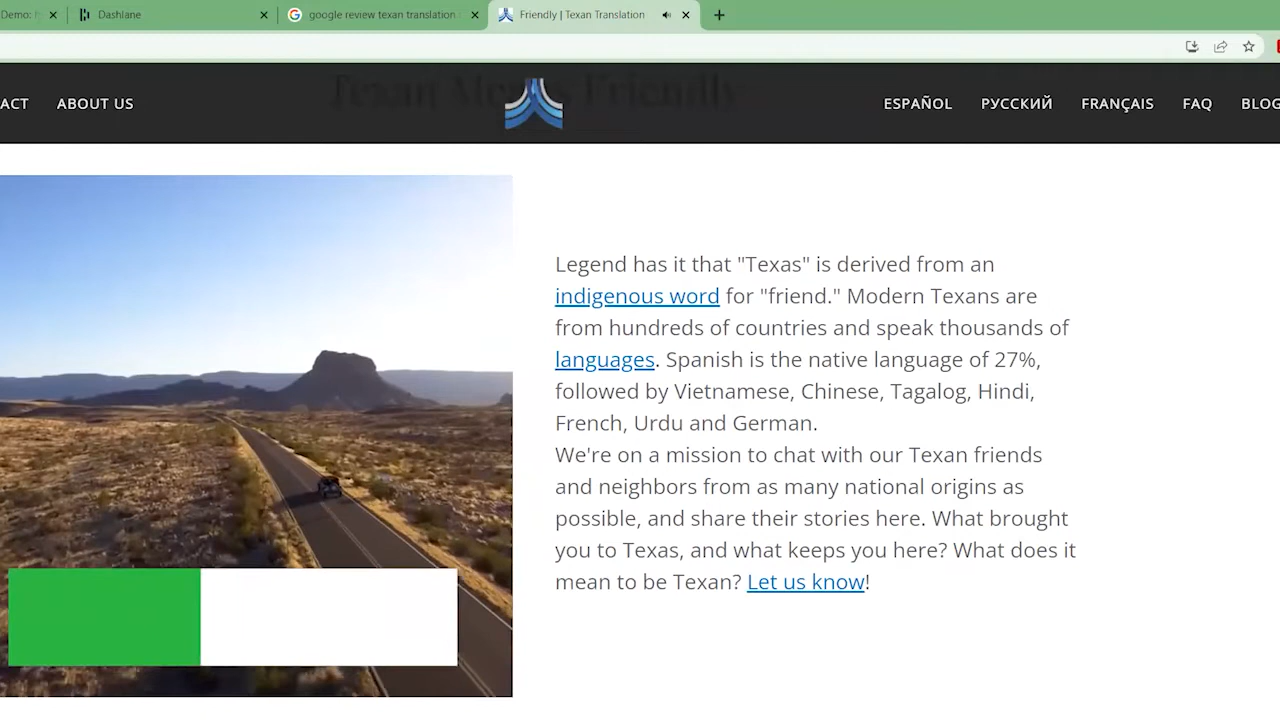 Demo:
Dashlane
google review texan translation
Friendly | Texan Translation
ACT
ABOUT US
Texan Means Friendly
ESPAÑOL
РУССКИЙ
FRANÇAIS
FAQ
BLOG
Legend has it that "Texas" is derived from an
indigenous word for "friend." Modern Texans are
from hundreds of countries and speak thousands of
languages. Spanish is the native language of 27%,
followed by Vietnamese, Chinese, Tagalog, Hindi,
French, Urdu and German.
We're on a mission to chat with our Texan friends
and neighbors from as many national origins as
possible, and share their stories here. What brought
you to Texas, and what keeps you here? What does it
mean to be Texan? Let us know!